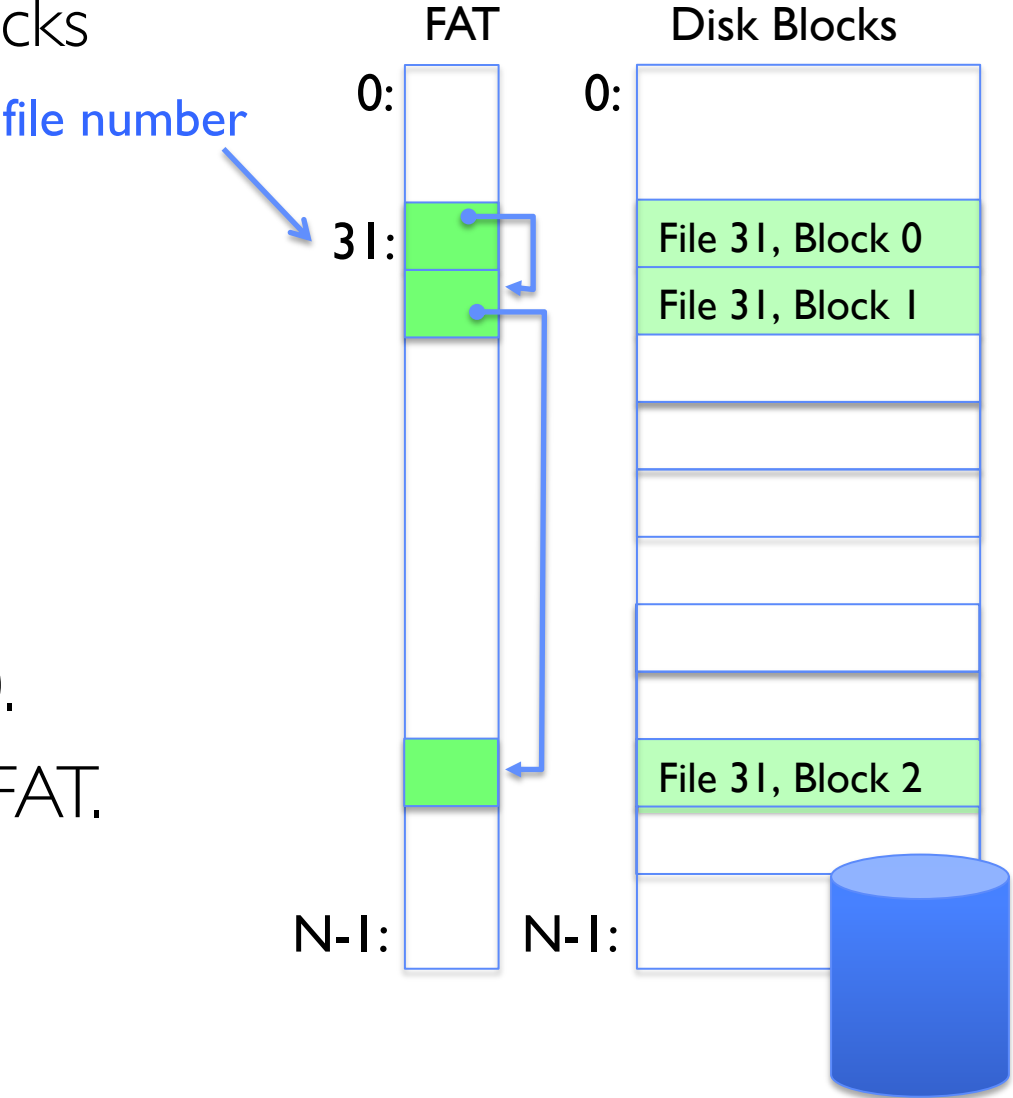 cks
FAT
Disk Blocks
0:
0:
file number
31:
File 31, Block 0
File 31, Block 1
).
FAT.
File 31, Block 2
N-1:
N-1: